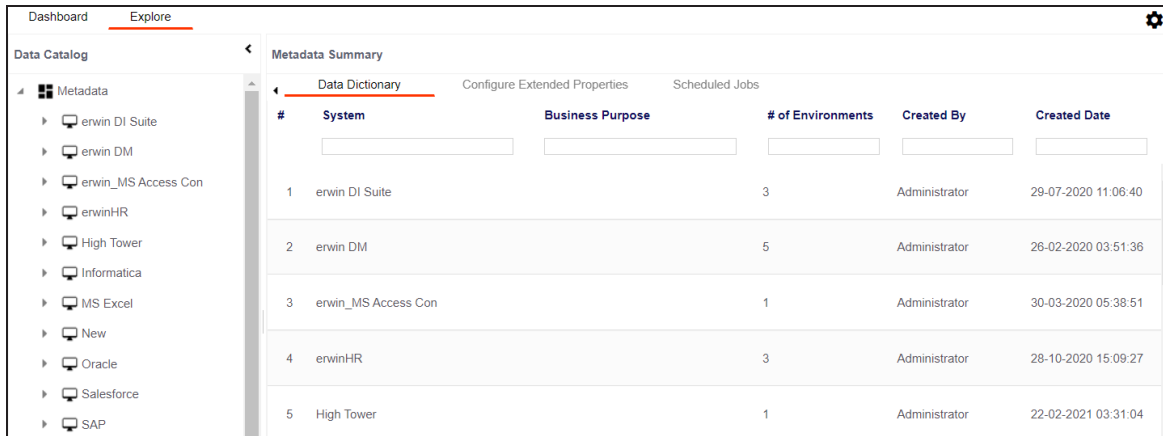 Dashboard Explore
Data Catalog
Metadata
erwin DI Suite
erwin DM
erwin_MS Access Con
erwinHR
High Tower
Informatica
MS Excel
New
Oracle
Salesforce
SAP
Metadata Summary
Data Dictionary Configure Extended Properties Scheduled Jobs
# System Business Purpose # of Environments Created By Created Date
1 erwin DI Suite 3 Administrator 29-07-2020 11:06:40
2 erwin DM 5 Administrator 26-02-2020 03:51:36
3 erwin_MS Access Con 1 Administrator 30-03-2020 05:38:51
4 erwinHR 3 Administrator 28-10-2020 15:09:27
5 High Tower 1 Administrator 22-02-2021 03:31:04